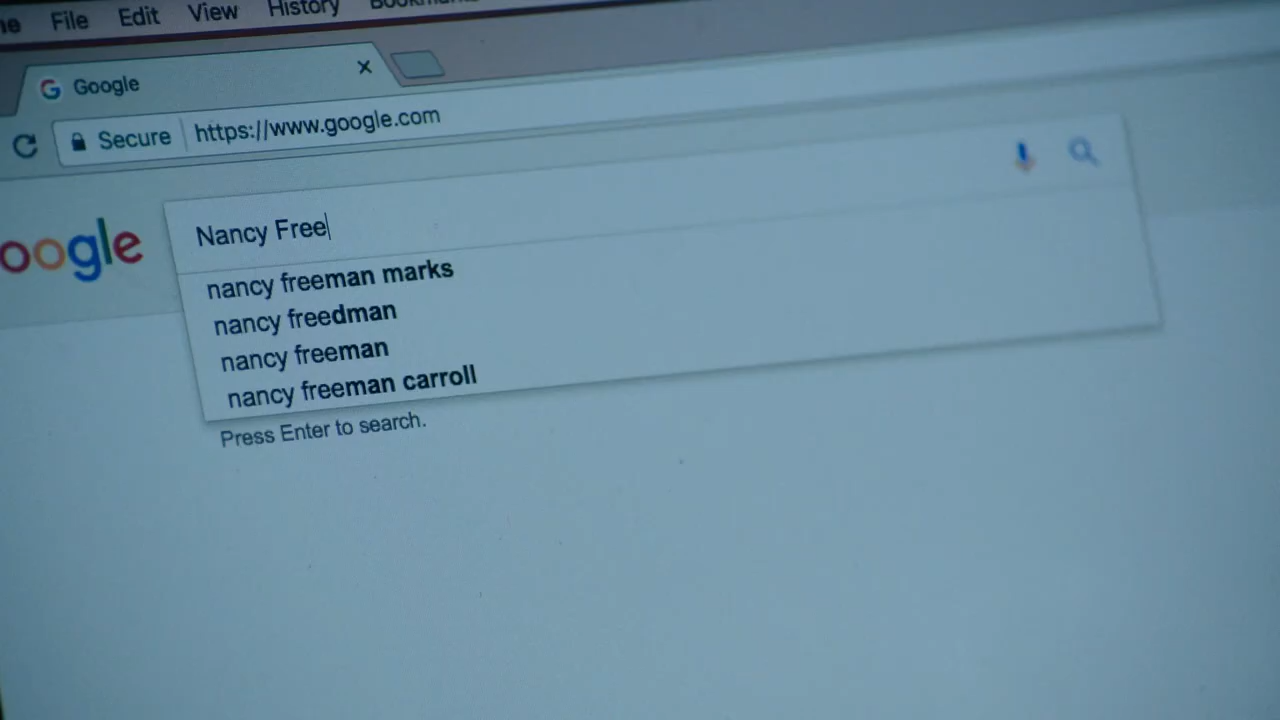 File Edit View History
Google
Secure https://www.google.com
oogle
Nancy Free
nancy freeman marks
nancy freedman
nancy freeman
nancy freeman carroll
Press Enter to search.